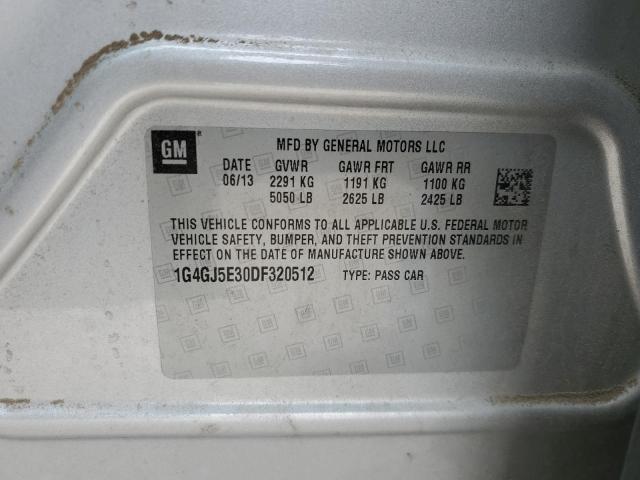 GM
MFD BY GENERAL MOTORS LLC
DATE GVWR GAWR FRT GAWR RR
06/13 2291 KG 1191 KG 1100 KG
5050 LB 2625 LB 2425 LB
THIS VEHICLE CONFORMS TO ALL APPLICABLE U.S. FEDERAL MOTOR
VEHICLE SAFETY, BUMPER, AND THEFT PREVENTION STANDARDS IN
EFFECT ON THE DATE OF MANUFACTURE SHOWN ABOVE.
1G4GJ5E30DF320512 TYPE: PASS CAR